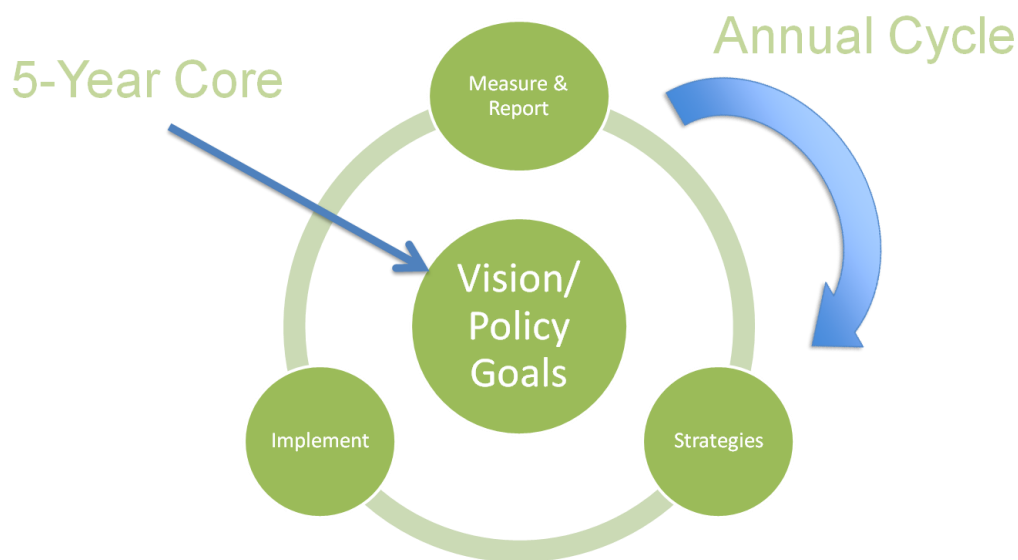 Annual Cycle
5-Year Core
Measure &
Report
Vision/
Policy
Goals
Implement
Strategies